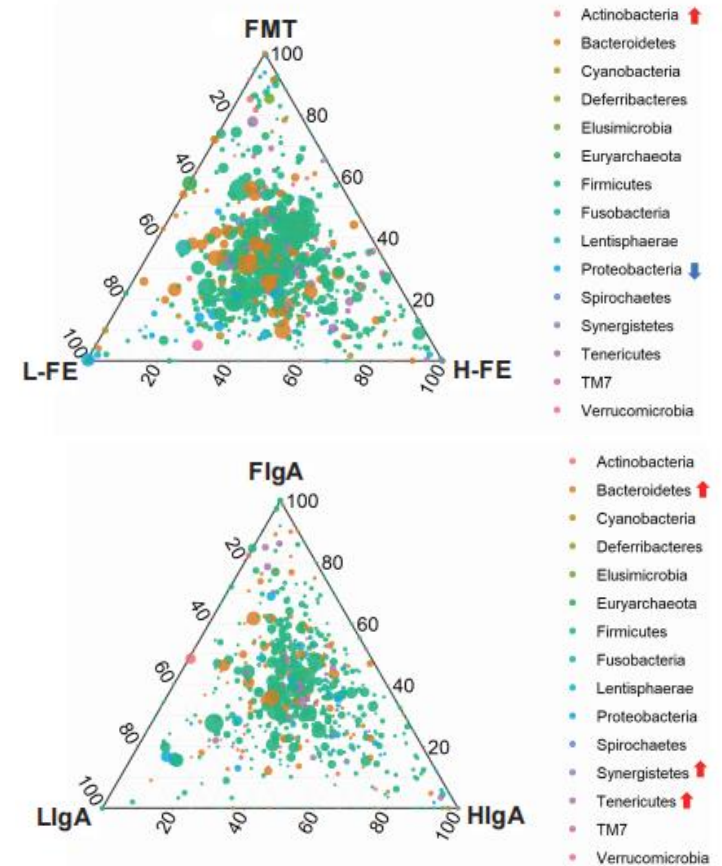 FMT
100
20
80
40
60
60
40
80
20
100
L-FE
20
40
60
80
100
H-FE
Actinobacteria
Bacteroidetes
Cyanobacteria
Deferribacteres
Elusimicrobia
Euryarchaeota
Firmicutes
Fusobacteria
Lentisphaerae
Proteobacteria
Spirochaetes
Synergistetes
Tenericutes
TM7
Verrucomicrobia
FIgA
100
20
80
40
60
60
40
80
20
100
LIgA
20
40
60
80
100
HIgA
Actinobacteria
Bacteroidetes
Cyanobacteria
Deferribacteres
Elusimicrobia
Euryarchaeota
Firmicutes
Fusobacteria
Lentisphaerae
Proteobacteria
Spirochaetes
Synergistetes
Tenericutes
TM7
Verrucomicrobia